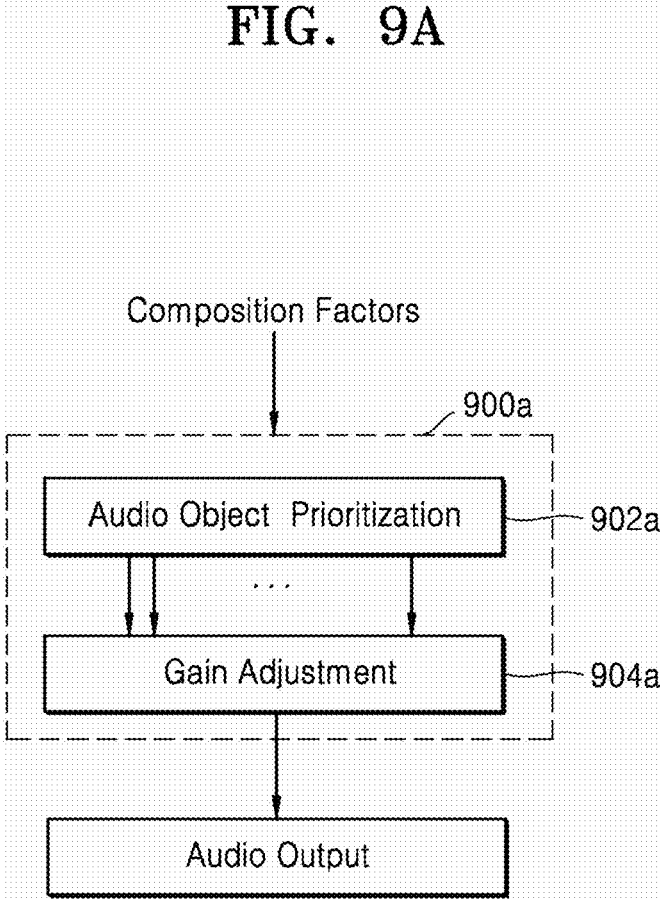 FIG. 9A
Composition Factors
900a
Audio Object Prioritization
902a
...
Gain Adjustment
904a
Audio Output